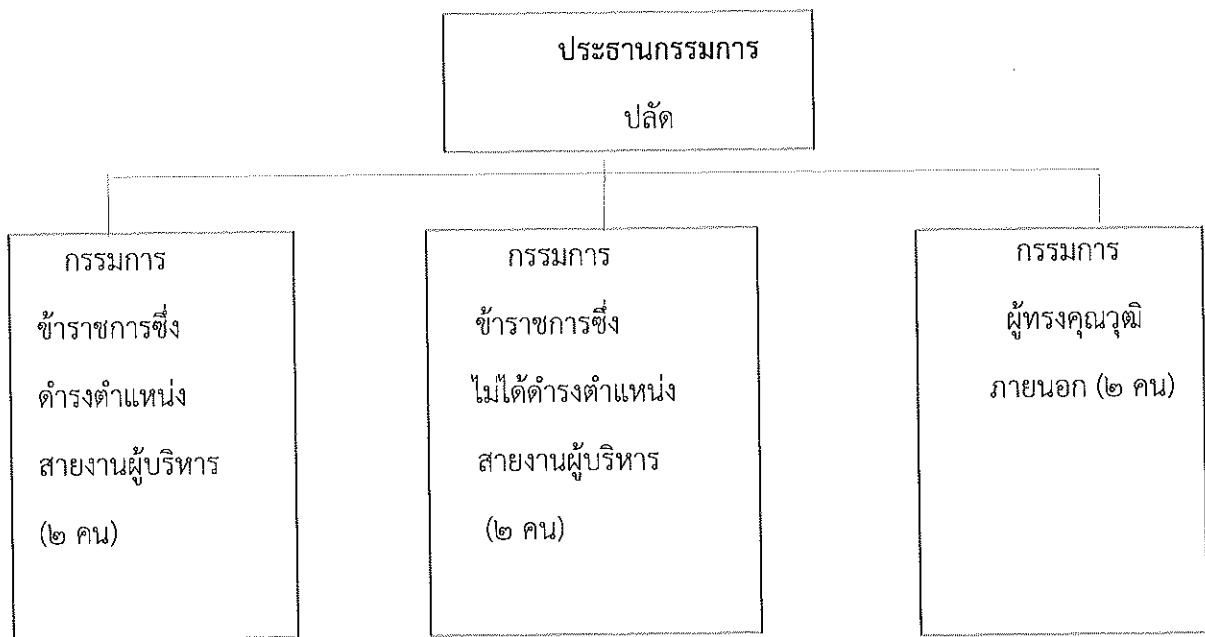 ประธานกรรมการ
ปลัด
กรรมการ
ข้าราชการซึ่ง
ดำรงตำแหน่ง
สายงานผู้บริหาร
(๒ คน)
กรรมการ
ข้าราชการซึ่ง
ไม่ได้ดำรงตำแหน่ง
สายงานผู้บริหาร
(๒ คน)
กรรมการ
ผู้ทรงคุณวุฒิ
ภายนอก (๒ คน)